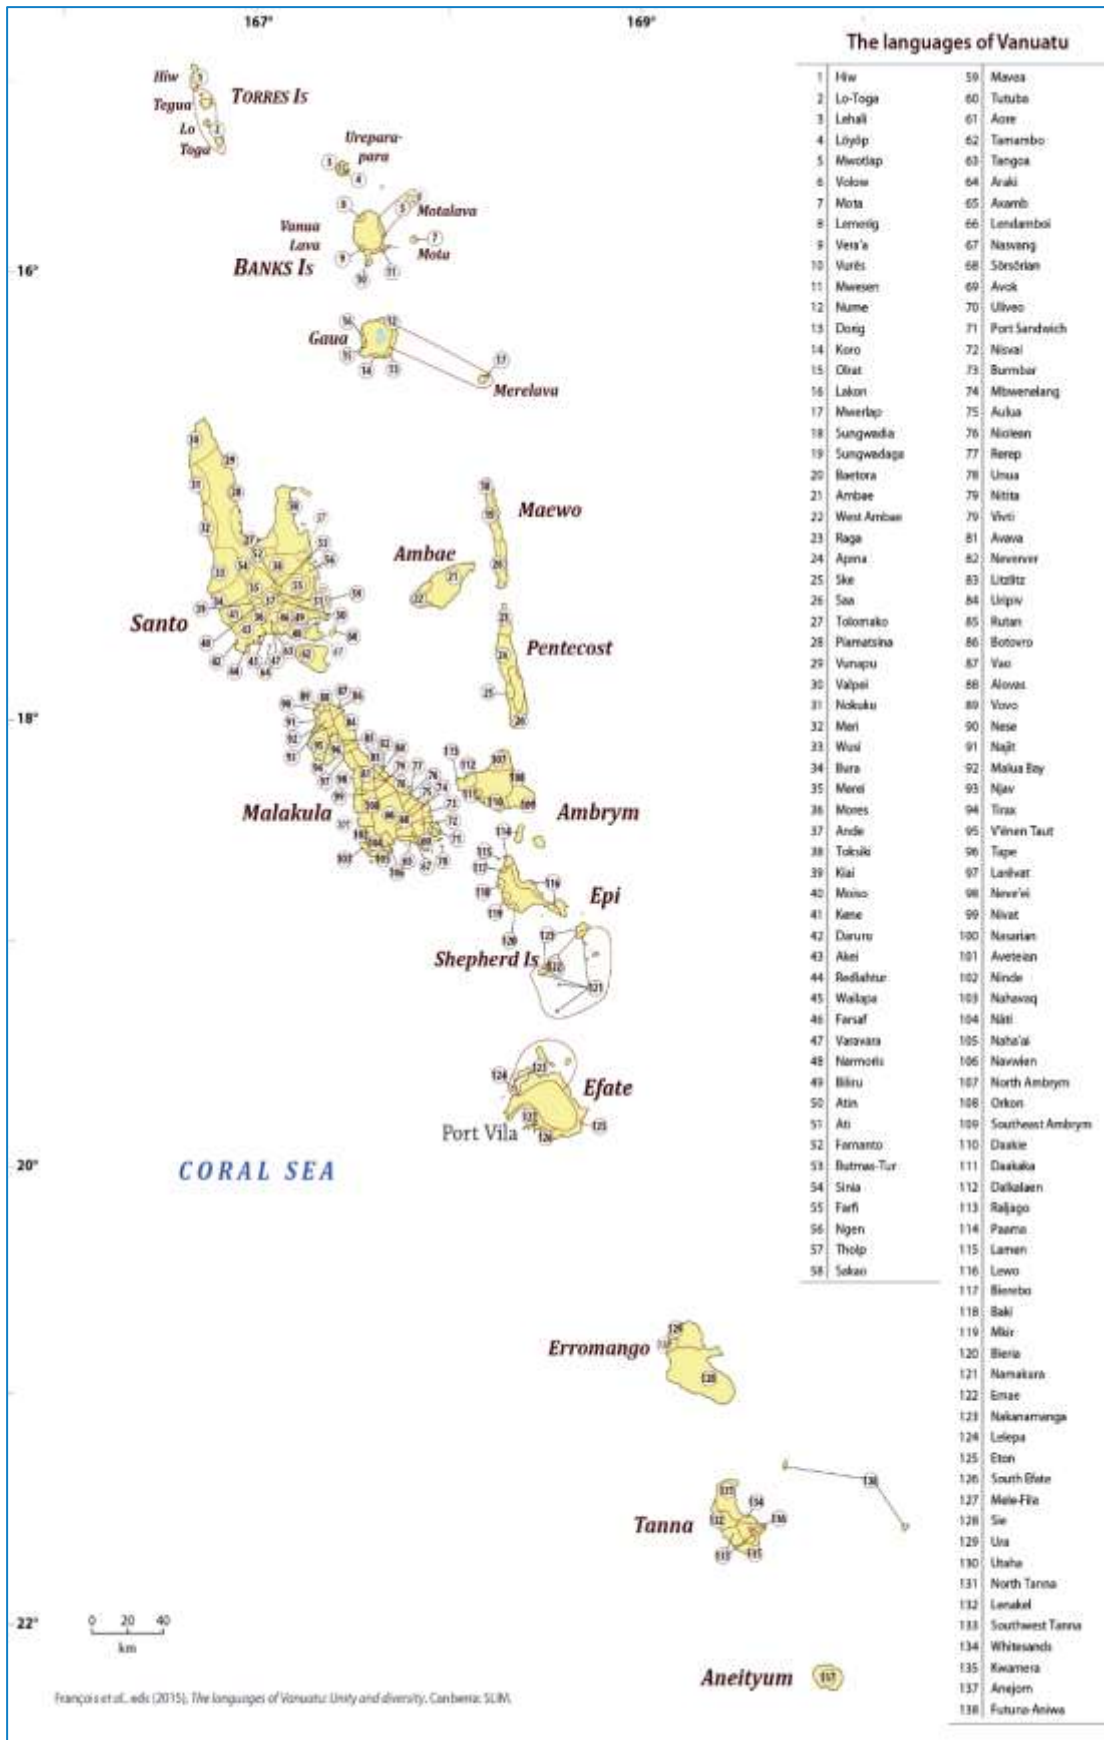 167°
169°
The languages of Vanuatu
Hiw
Tegua
Lo
Toga
TORRES IS
Urepara-
para
Motalava
Vanua
Lava
Mota
BANKS IS
16°
Gaua
Merelava
Maewo
Ambae
Santo
Pentecost
18°
Malakula
Ambrym
Epi
Shepherd Is
Efate
Port Vila
20°
CORAL SEA
Erromango
Tanna
22°
0 20 40
km
Aneityum
François et al., eds (2015), The languages of Vanuatu: Unity and diversity. Canberra: SLIM.
1 Hiw
2 Lo-Toga
3 Lehali
4 Löyöp
5 Mwotlap
6 Volow
7 Mota
8 Lemerig
9 Vera'a
10 Vurës
11 Mwesen
12 Nume
13 Dorig
14 Koro
15 Olrat
16 Lakon
17 Mwerlap
18 Sungwadia
19 Sungwadaga
20 Baetora
21 Ambae
22 West Ambae
23 Raga
24 Apma
25 Ske
26 Saa
27 Tolomako
28 Piamatsina
29 Vunapu
30 Valpei
31 Nokuku
32 Meri
33 Wusi
34 Bura
35 Merei
36 Mores
37 Ande
38 Toksiki
39 Kiai
40 Moiso
41 Kene
42 Daruru
43 Akei
44 Retlahtur
45 Wailapa
46 Farsaf
47 Varavara
48 Narmoris
49 Biliru
50 Atin
51 Ati
52 Farnanto
53 Butmas-Tur
54 Sinia
55 Farfi
56 Ngen
57 Tholp
58 Sakao
59 Mavea
60 Tutuba
61 Aore
62 Tamambo
63 Tangoa
64 Araki
65 Axamb
66 Lendamboi
67 Nasvang
68 Sörsörian
69 Avok
70 Uliveo
71 Port Sandwich
72 Nisvai
73 Burmbar
74 Mbwenelang
75 Aulua
76 Niolean
77 Rerep
78 Unua
79 Nitita
79 Vivti
81 Avava
82 Neverver
83 Litzlitz
84 Uripiv
85 Rutan
86 Botovro
87 Vao
88 Alovas
89 Vovo
90 Nese
91 Najit
92 Malua Bay
93 Njav
94 Tirax
95 V'ënen Taut
96 Tape
97 Larëvat
98 Neve'ei
99 Nivat
100 Nasarian
101 Aveteian
102 Ninde
103 Nahavaq
104 Nāti
105 Naha'ai
106 Navwien
107 North Ambrym
108 Orkon
109 Southeast Ambrym
110 Daakie
111 Daakaka
112 Dalkalaen
113 Raljago
114 Paama
115 Lamen
116 Lewo
117 Bierebo
118 Baki
119 Mkir
120 Bieria
121 Namakura
122 Emae
123 Nakanamanga
124 Lelepa
125 Eton
126 South Efate
127 Mele-Fila
128 Sie
129 Ura
130 Utaha
131 North Tanna
132 Lenakel
133 Southwest Tanna
134 Whitesands
135 Kwamera
137 Anejom
138 Futuna-Aniwa